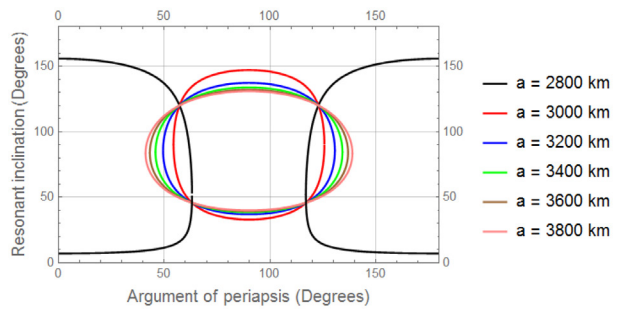 0 50 100 150
150 150
100 100
50 50
0 0
0 50 100 150
Resonant inclination (Degrees)
Argument of periapsis (Degrees)
a = 2800 km
a = 3000 km
a = 3200 km
a = 3400 km
a = 3600 km
a = 3800 km